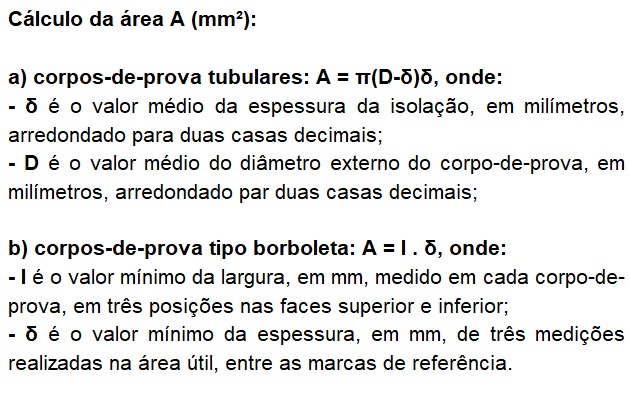 Cálculo da área A (mm²):
a) corpos-de-prova tubulares: A = π(D-δ)δ, onde:
- δ é o valor médio da espessura da isolação, em milímetros,
arredondado para duas casas decimais;
- D é o valor médio do diâmetro externo do corpo-de-prova, em
milímetros, arredondado par duas casas decimais;
b) corpos-de-prova tipo borboleta: A = l . δ, onde:
- l é o valor mínimo da largura, em mm, medido em cada corpo-de-
prova, em três posições nas faces superior e inferior;
- δ é o valor mínimo da espessura, em mm, de três medições
realizadas na área útil, entre as marcas de referência.